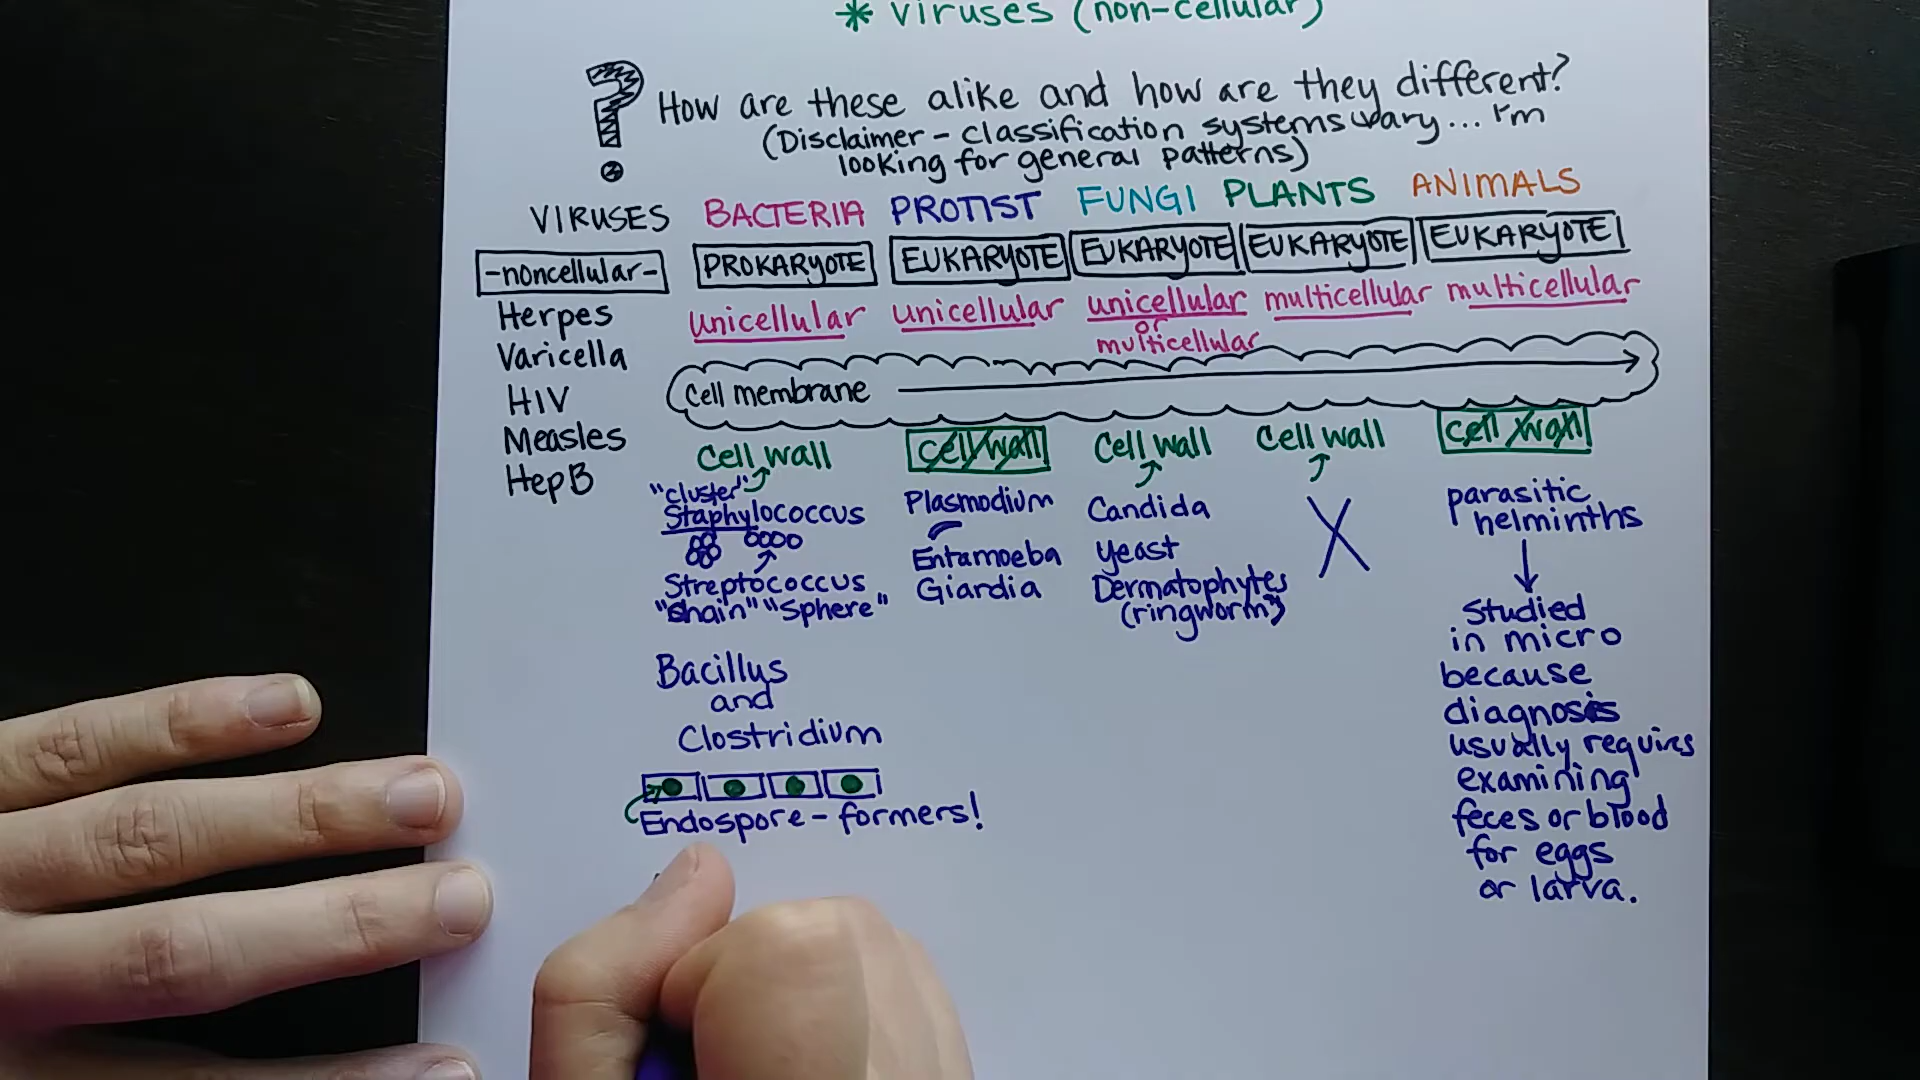 * Viruses (non-cellular)
? How are these alike and how are they different?
(Disclaimer - classification systems vary... I'm
looking for general patterns)
VIRUSES BACTERIA PROTIST FUNGI PLANTS ANIMALS
-noncellular- PROKARYOTE EUKARYOTE EUKARYOTE EUKARYOTE EUKARYOTE
Herpes unicellular unicellular unicellular multicellular multicellular
or
multicellular
Varicella
HIV
Measles
HepB
Cell membrane
Cell wall cell wall Cell wall Cell wall cell wall
"cluster"
Staphylococcus
Streptococcus
"chain" "sphere"
Bacillus
and
Clostridium
Endospore-formers!
Plasmodium
Entamoeba
Giardia
Candida
yeast
Dermatophytes
(ringworm)
X
parasitic
helminths
studied
in micro
because
diagnosis
usually requires
examining
feces or blood
for eggs
or larva.